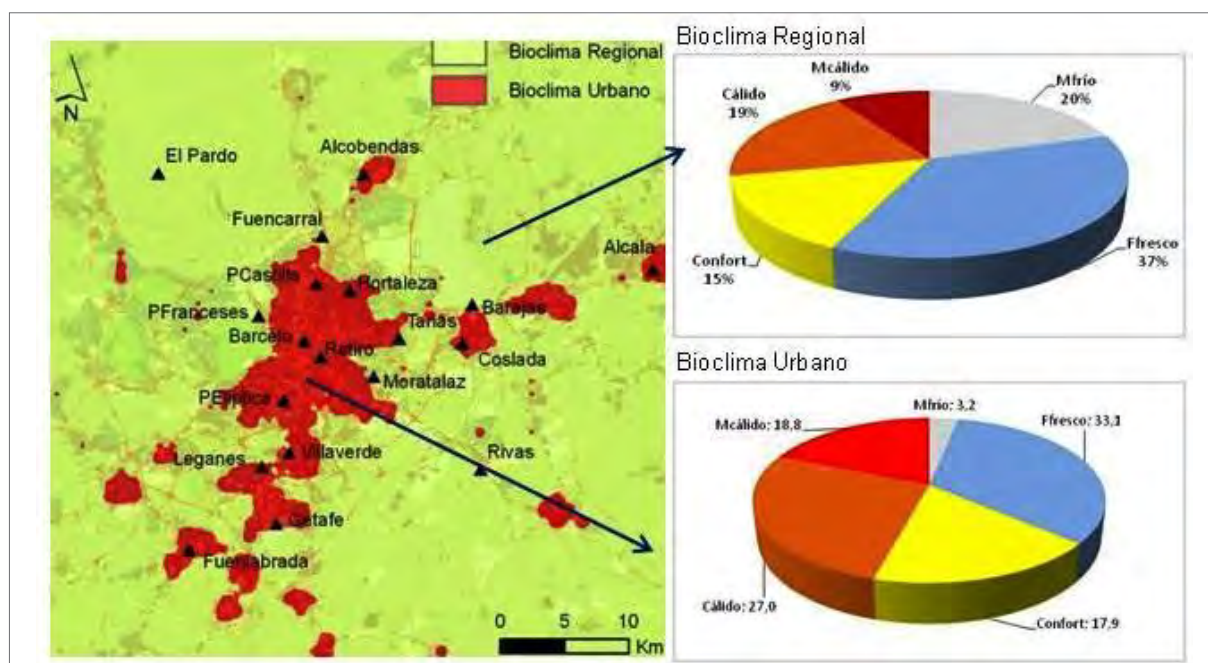 Bioclima Regional
Bioclima Urbano
N
El Pardo
Alcobendas
Fuencarral
Alcala
PCastilla
Hortaleza
PFranceses
Barajas
Tanas
Barcelo
Retiro
Coslada
Moratalaz
Villaverde
Leganes
Rivas
Getafe
Fuenlabrada
0 5 10
Km
Bioclima Regional
Mcálido
9%
Mfrío
20%
Cálido
19%
Confort
15%
Ffresco
37%
Bioclima Urbano
Mfrio: 3,2
Mcálido: 18,8
Ffresco: 33,1
Cálido: 27,0
Confort: 17,9